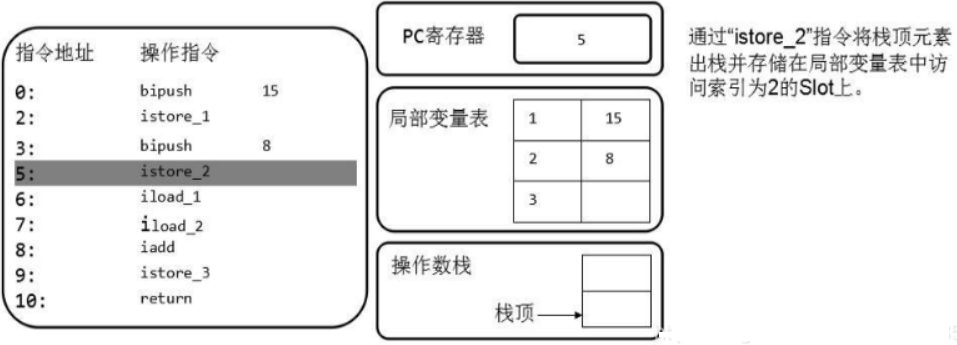 指令地址 操作指令
0: bipush 15
2: istore_1
3: bipush 8
5: istore_2
6: iload_1
7: iload_2
8: iadd
9: istore_3
10: return
PC寄存器 5
局部变量表 1 15
2 8
3
操作数栈
栈顶
通过“istore_2”指令将栈顶元素
出栈并存储在局部变量表中访
问索引为2的Slot上。